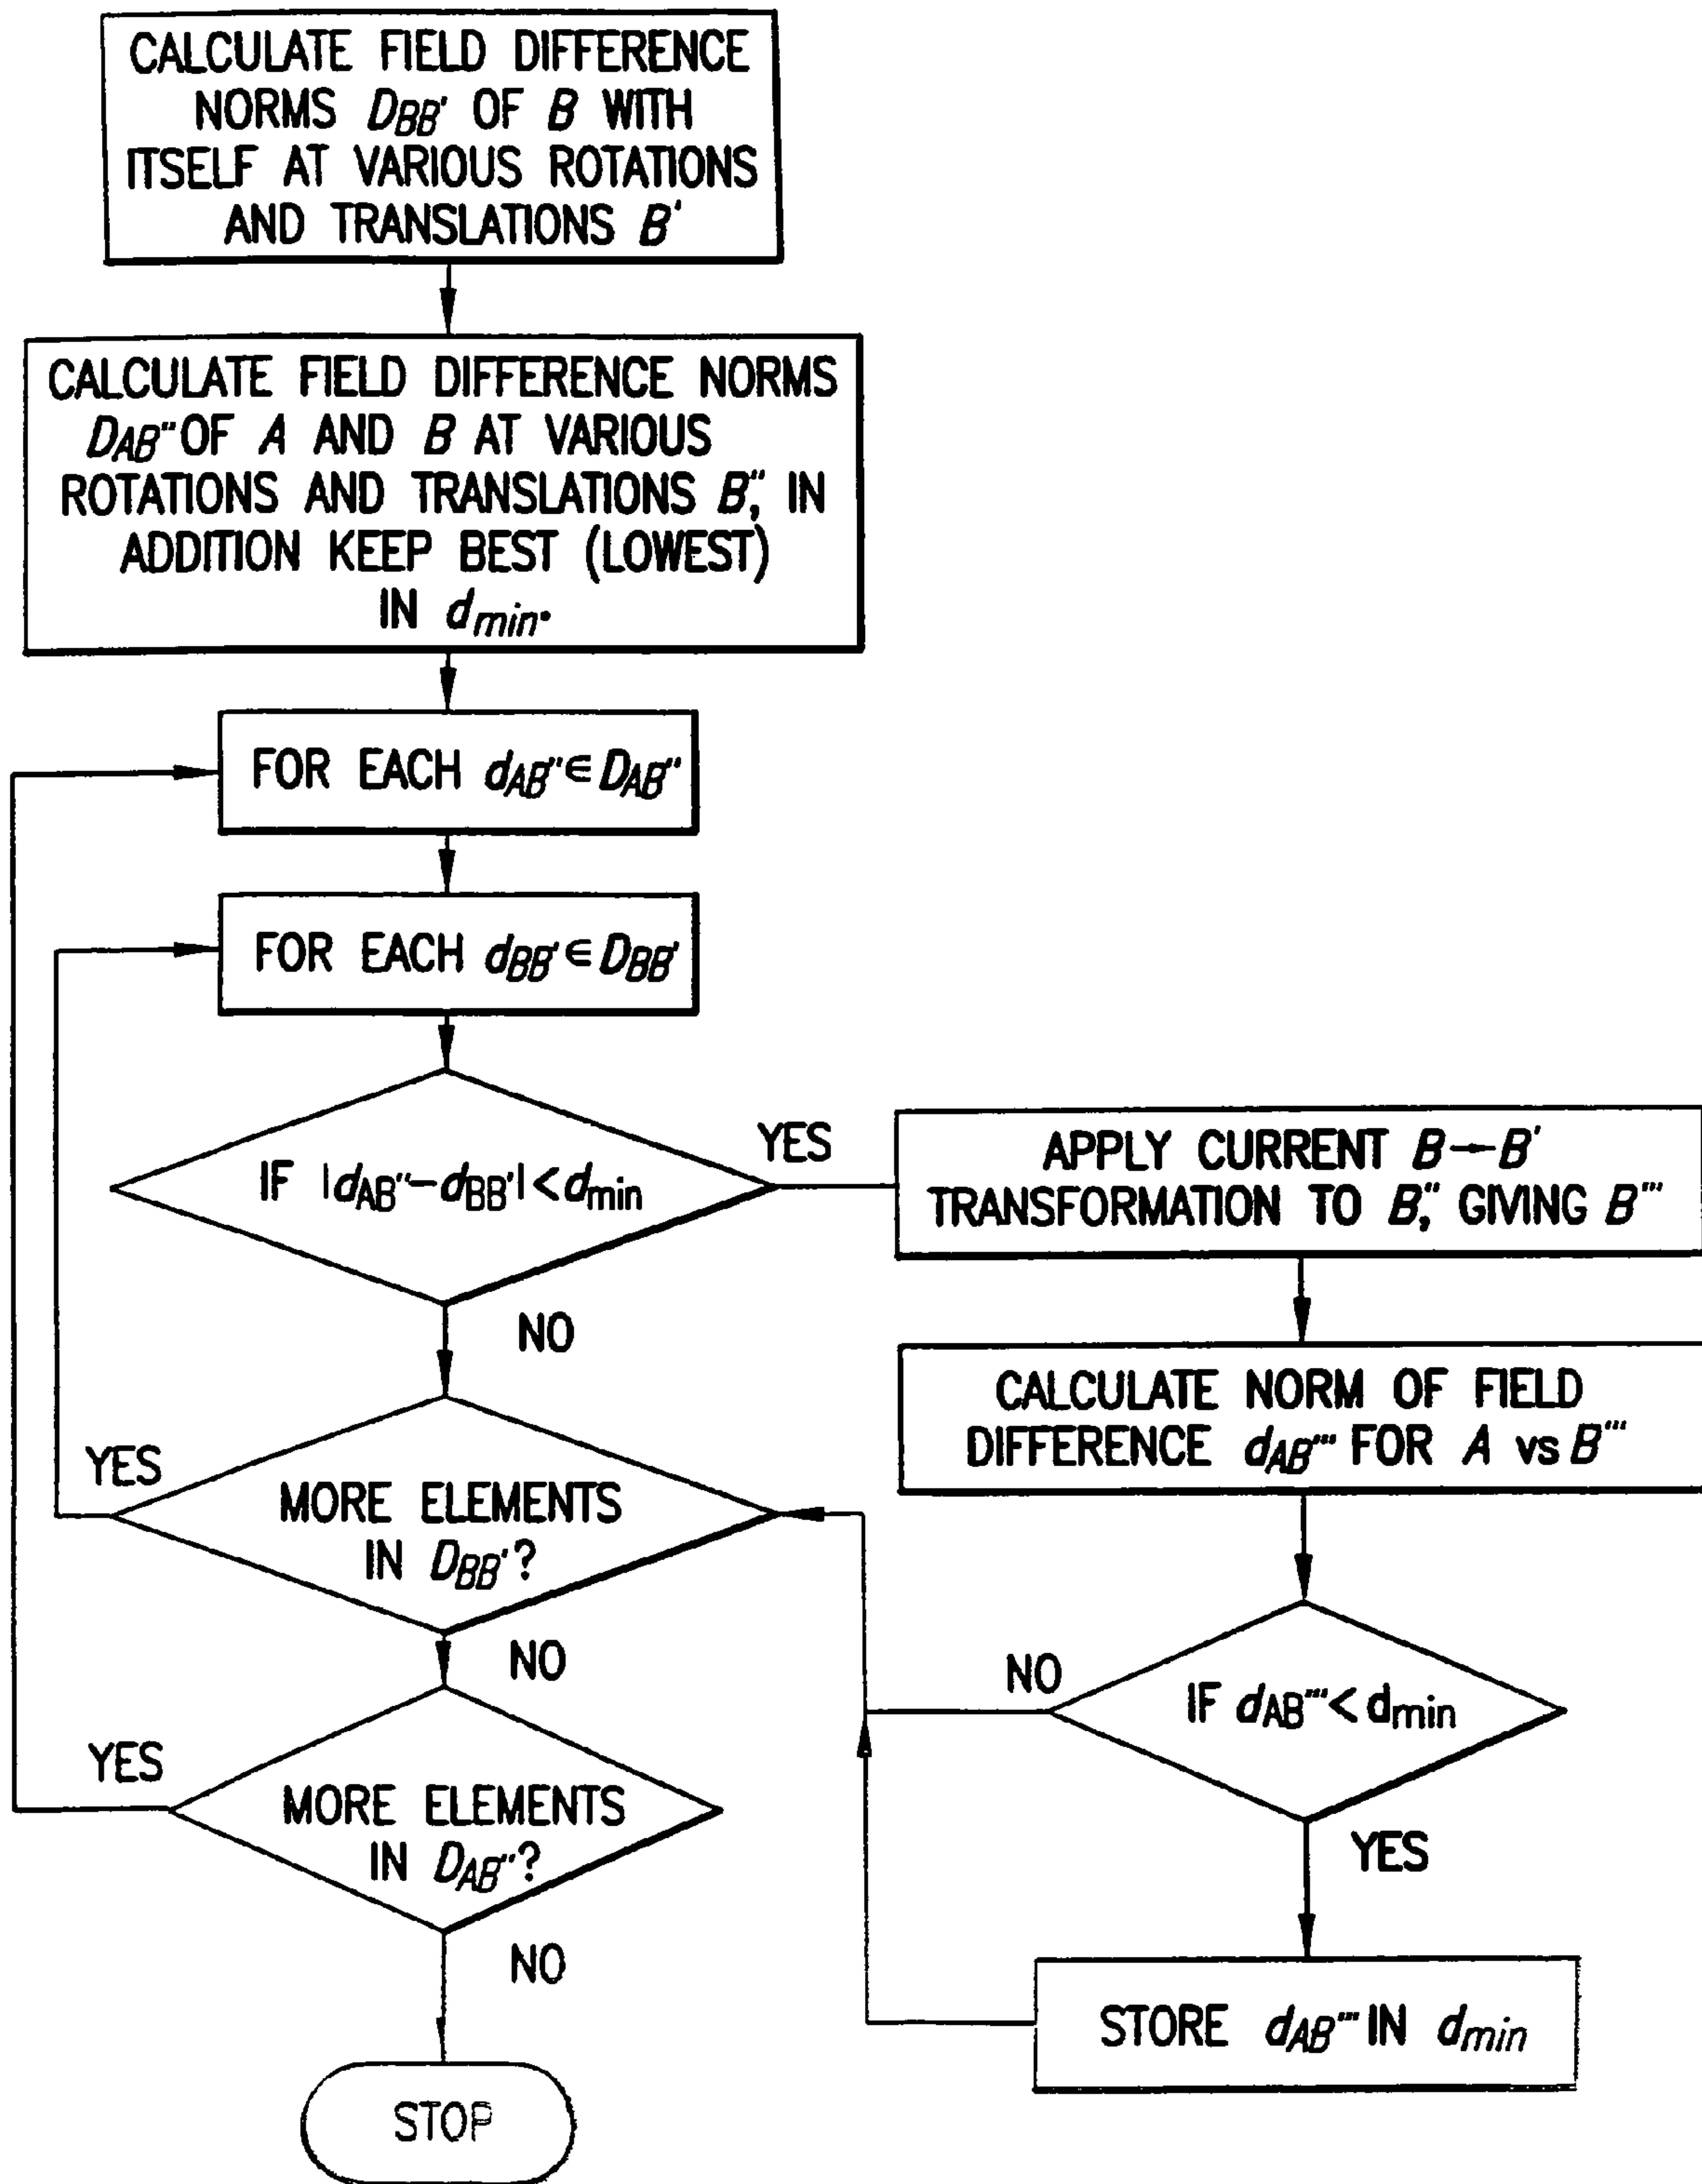 CALCULATE FIELD DIFFERENCE
NORMS DBB' OF B WITH
ITSELF AT VARIOUS ROTATIONS
AND TRANSLATIONS B'
CALCULATE FIELD DIFFERENCE NORMS
DAB'' OF A AND B AT VARIOUS
ROTATIONS AND TRANSLATIONS B'', IN
ADDITION KEEP BEST (LOWEST)
IN dmin.
FOR EACH dAB''∈DAB''
FOR EACH dBB'∈DBB'
IF |dAB''-dBB'|<dmin
YES
APPLY CURRENT B→B'
TRANSFORMATION TO B'', GIVING B'''
NO
CALCULATE NORM OF FIELD
DIFFERENCE dAB''' FOR A vs B'''
YES
MORE ELEMENTS
IN DBB'?
NO
NO
IF dAB'''<dmin
YES
MORE ELEMENTS
IN DAB''?
YES
NO
STORE dAB''' IN dmin
STOP